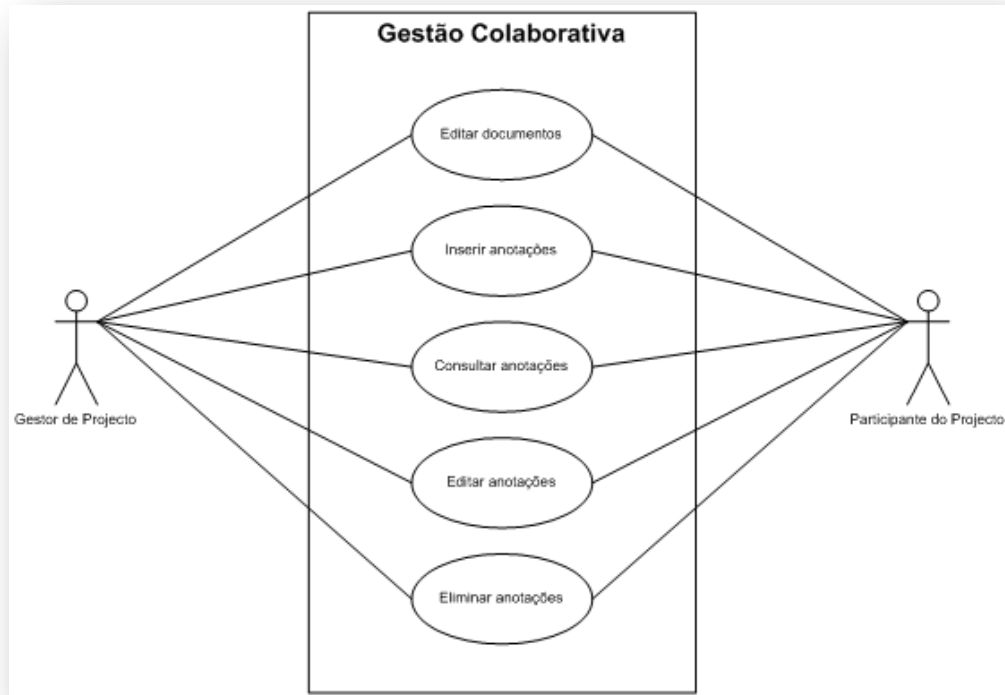 Gestão Colaborativa
Editar documentos
Inserir anotações
Consultar anotações
Gestor de Projecto
Participante do Projecto
Editar anotações
Eliminar anotações